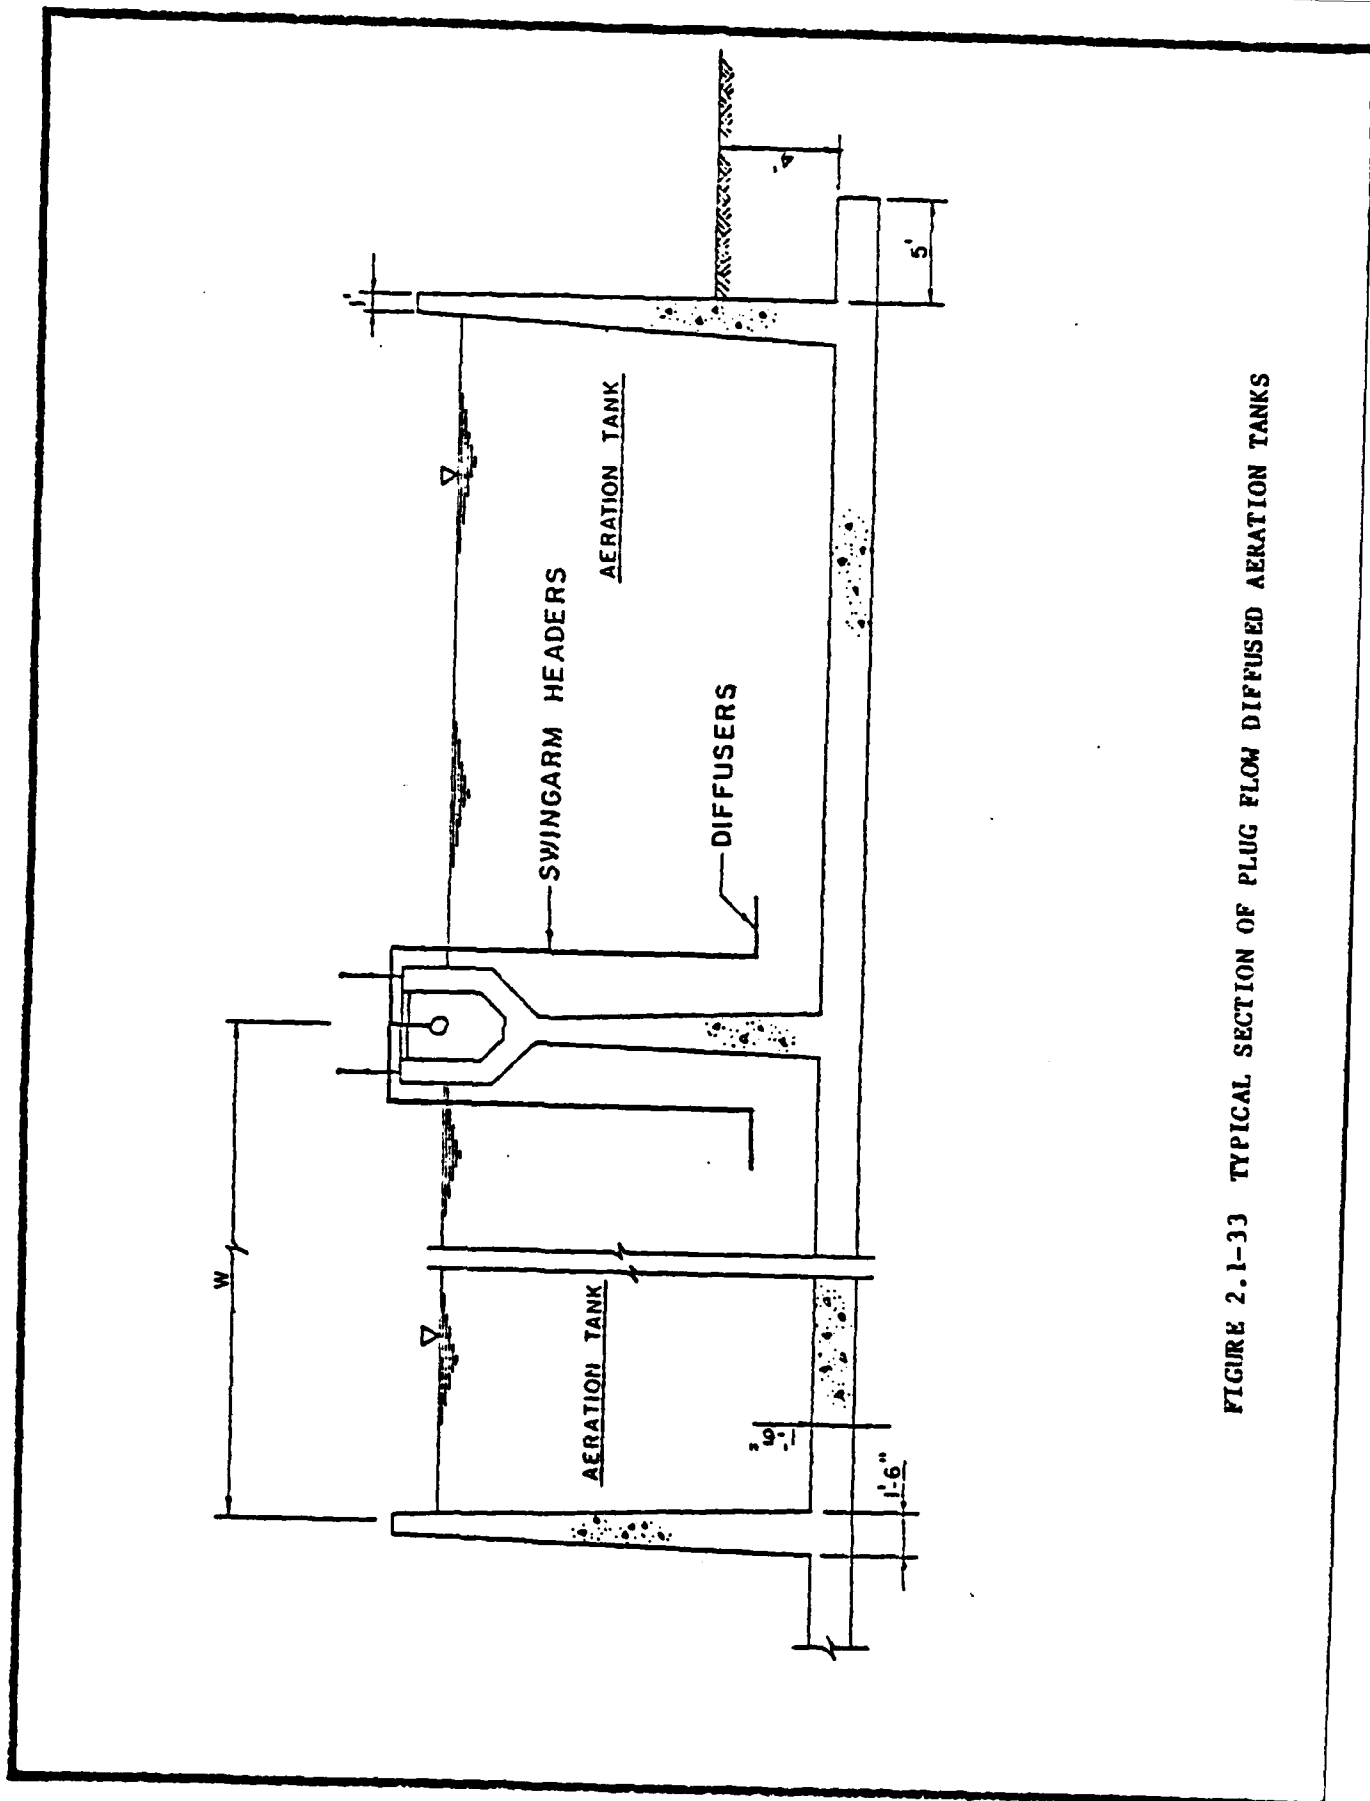 W
1'
SWINGARM HEADERS
AERATION TANK
AERATION TANK
DIFFUSERS
4'
5'
1'-6"
1'-6"
FIGURE 2.1-33 TYPICAL SECTION OF PLUG FLOW DIFFUSED AERATION TANKS